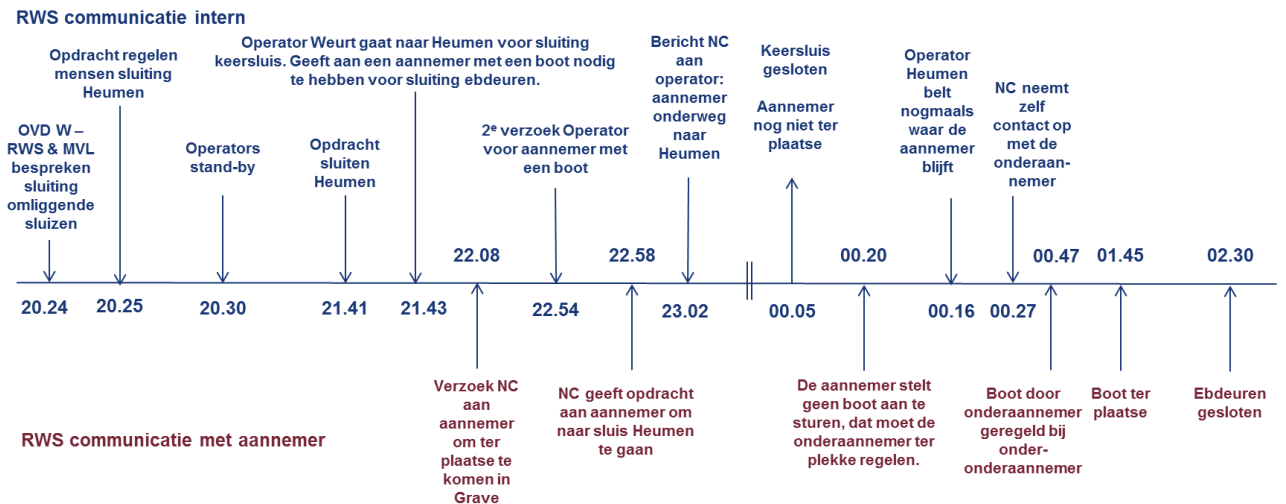 RWS communicatie intern
Opdracht regelen
mensen sluiting
Heumen
Operator Weurt gaat naar Heumen voor sluiting
keersluis. Geeft aan een aannemer met een boot nodig
te hebben voor sluiting ebdeuren.
Bericht NC
aan
operator:
aannemer
onderweg
naar
Heumen
Keersluis
gesloten
Aannemer
nog niet ter
plaatse
Operator
Heumen
belt
nogmaals
waar de
aannemer
blijft
NC neemt
zelf
contact op
met de
onderaan-
nemer
OVD W –
RWS & MVL
bespreken
sluiting
omliggende
sluizen
Operators
stand-by
Opdracht
sluiten
Heumen
2e verzoek Operator
voor aannemer met
een boot
22.08
22.58
00.20
00.47
01.45
02.30
20.24
20.25
20.30
21.41
21.43
22.54
23.02
00.05
00.16
00.27
Verzoek NC
aan
aannemer
om ter
plaatse te
komen in
Grave
NC geeft opdracht
aan aannemer om
naar sluis Heumen
te gaan
De aannemer stelt
geen boot aan te
sturen, dat moet de
onderaannemer ter
plekke regelen.
Boot door
onderaannemer
geregeld bij
onder-
onderaannemer
Boot ter
plaatse
Ebdeuren
gesloten
RWS communicatie met aannemer